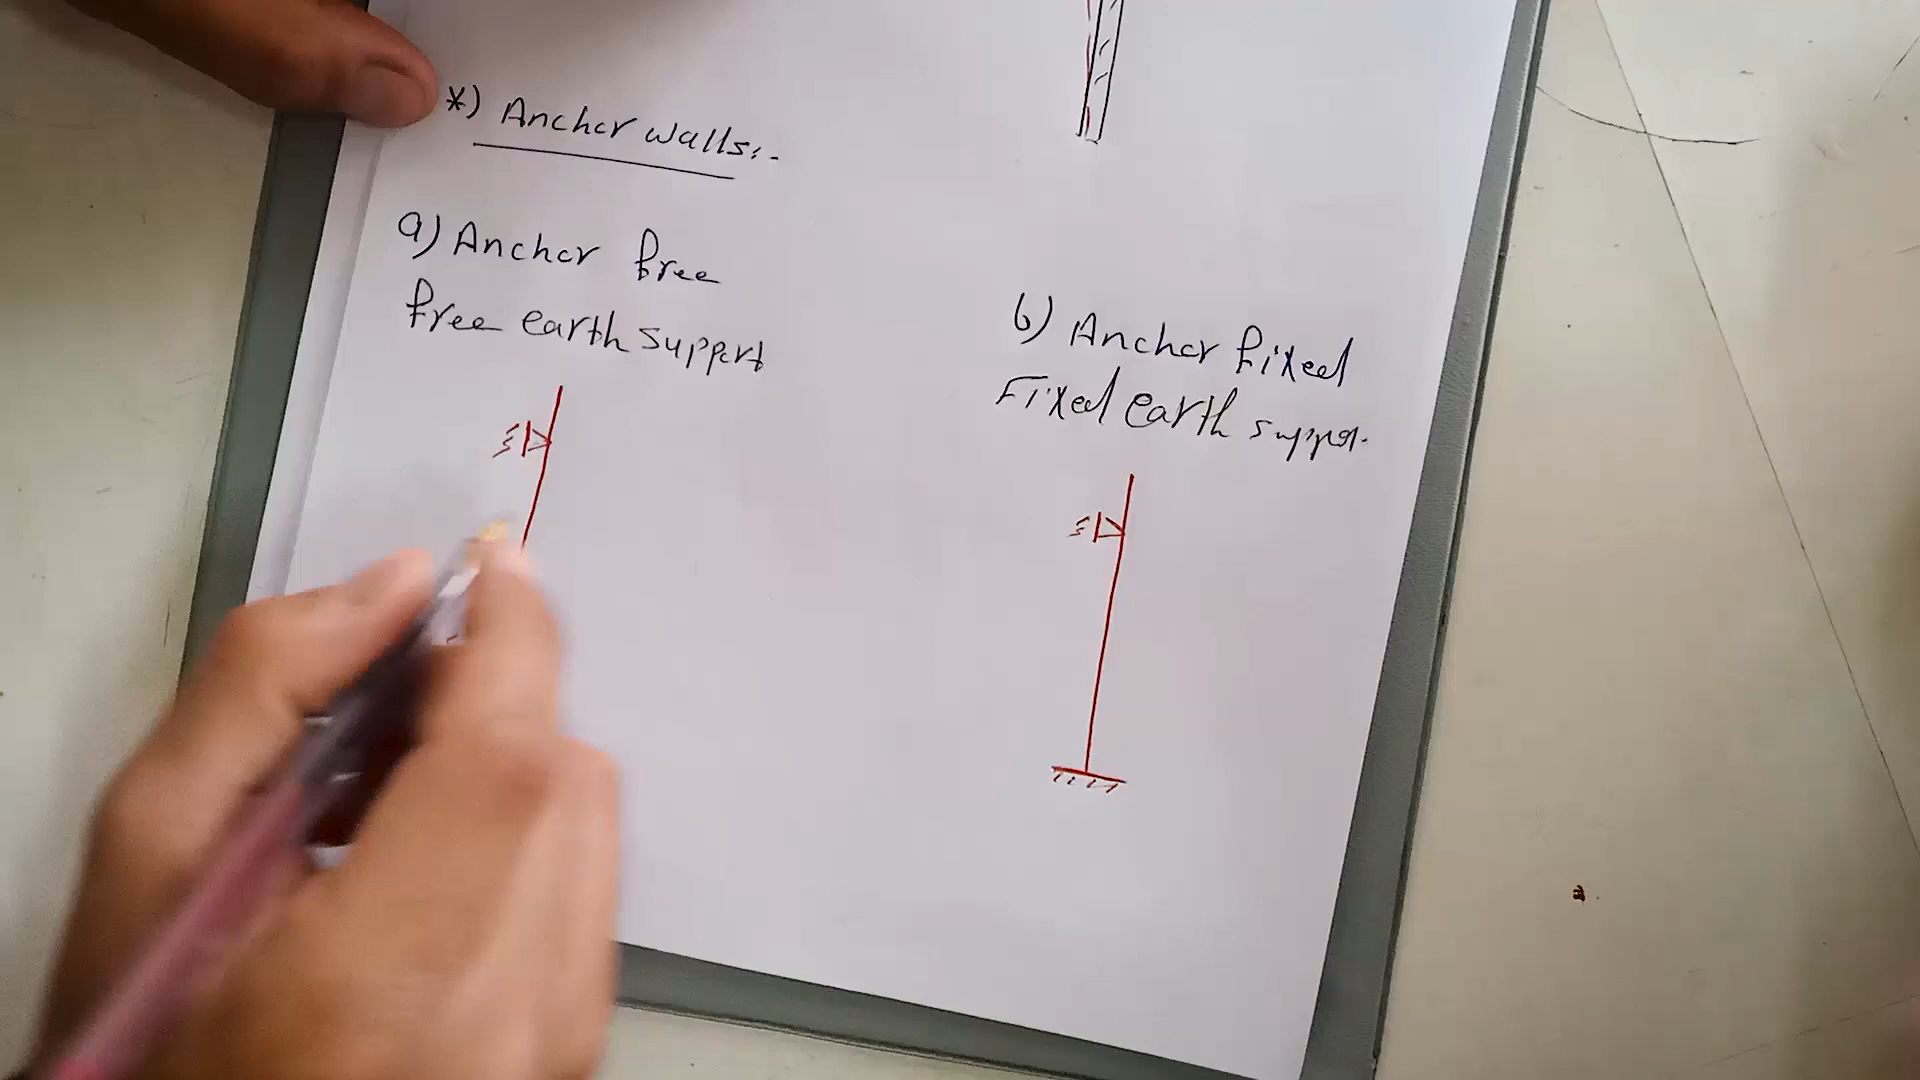 *) Anchor walls:-
a) Anchor free
free earth support
b) Anchor fixed
Fixed earth suppor.